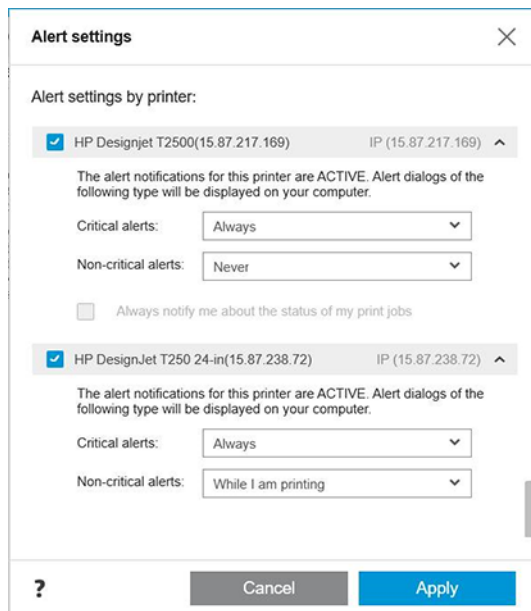 Alert settings
Alert settings by printer:
HP Designjet T2500(15.87.217.169) IP (15.87.217.169)
The alert notifications for this printer are ACTIVE. Alert dialogs of the
following type will be displayed on your computer.
Critical alerts: Always
Non-critical alerts: Never
Always notify me about the status of my print jobs
HP DesignJet T250 24-in(15.87.238.72) IP (15.87.238.72)
The alert notifications for this printer are ACTIVE. Alert dialogs of the
following type will be displayed on your computer.
Critical alerts: Always
Non-critical alerts: While I am printing
? Cancel Apply